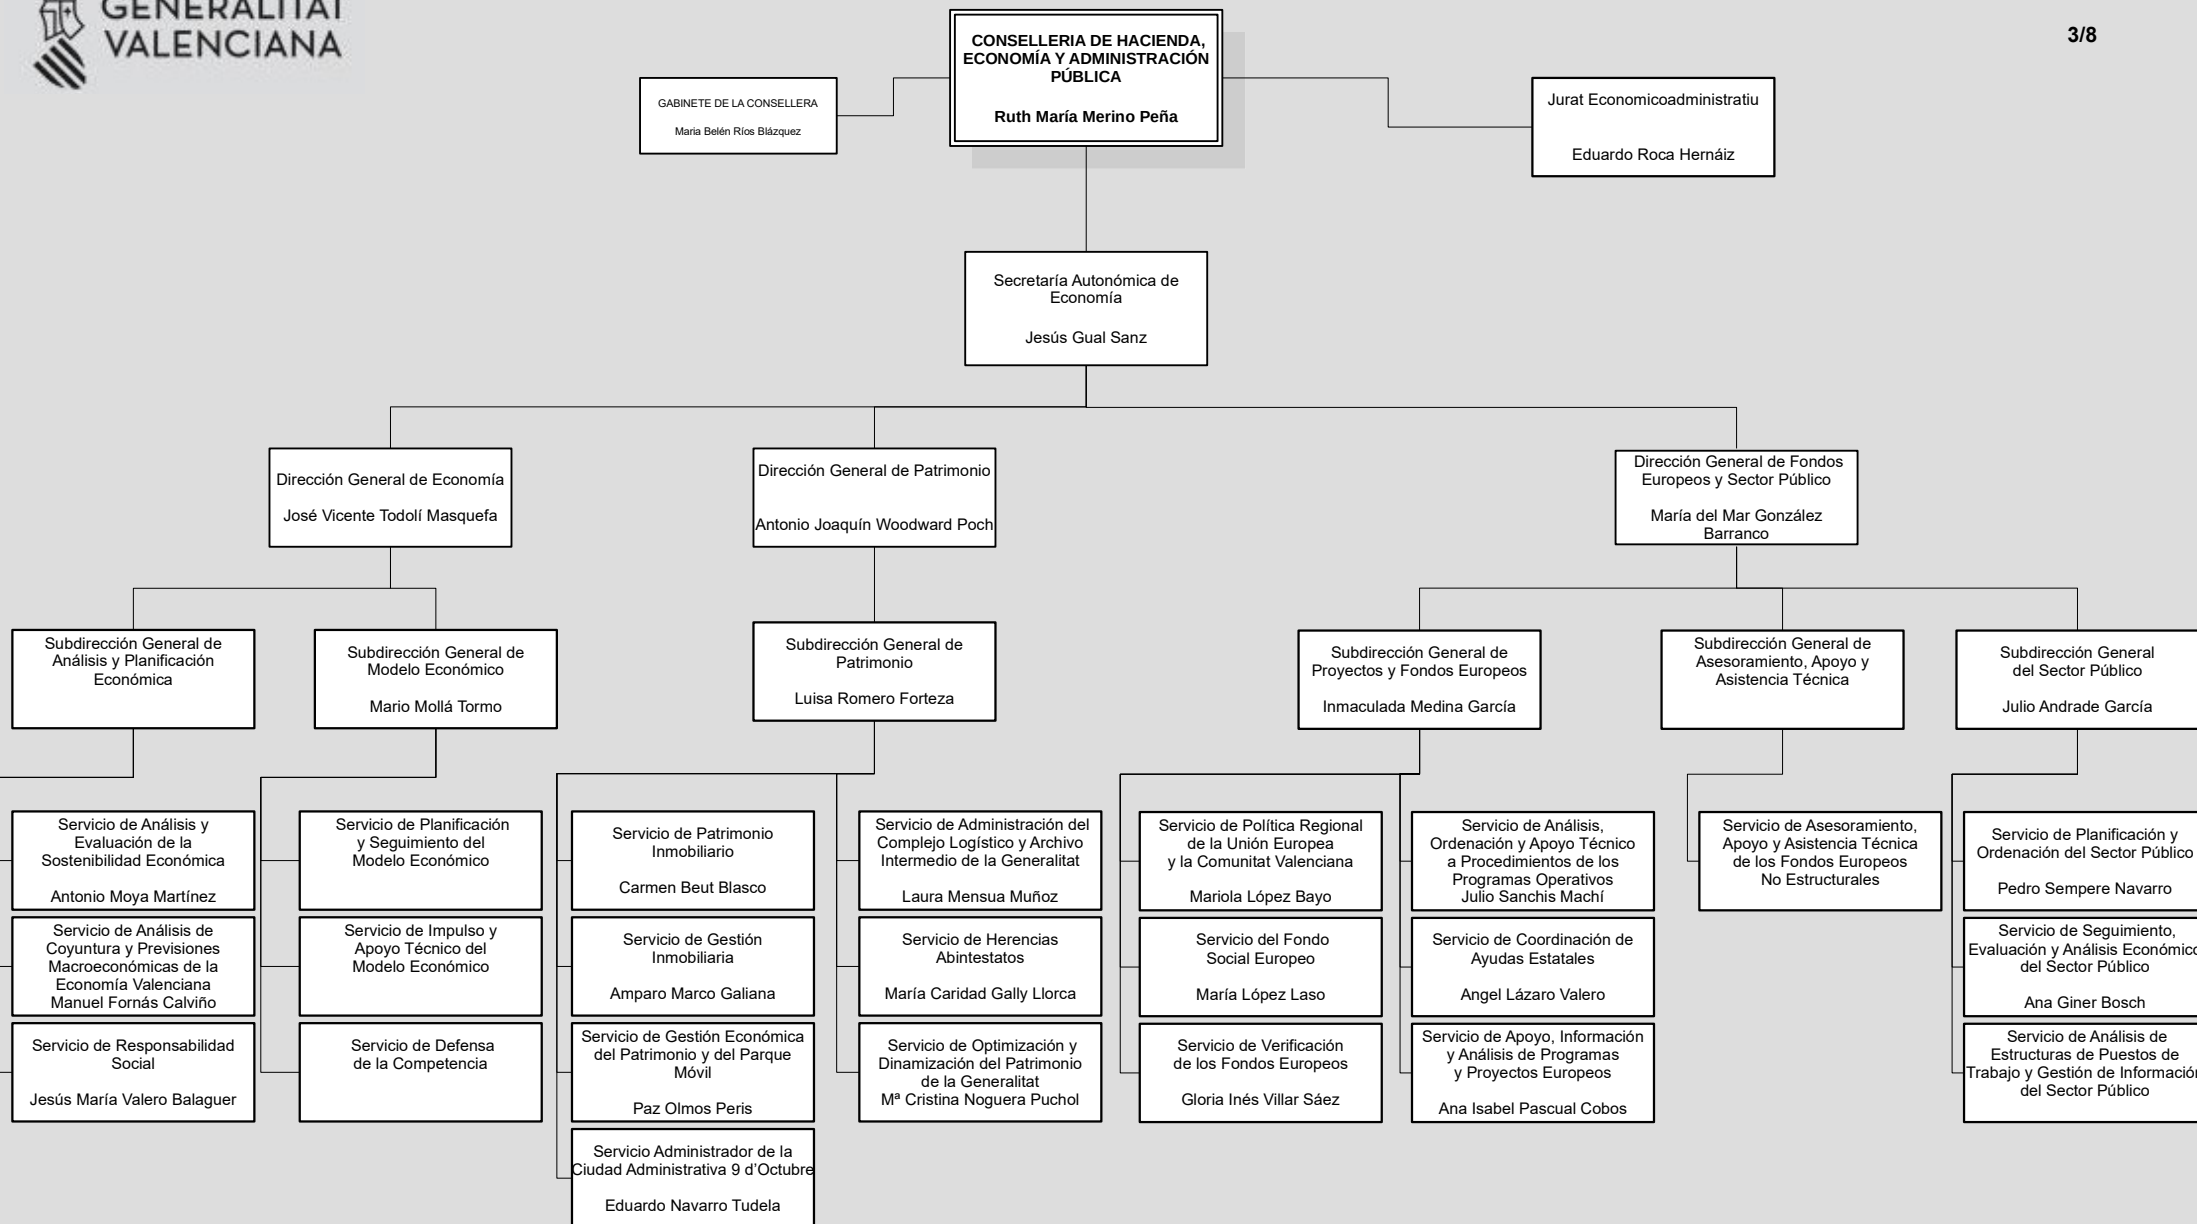 GENERALITAT
VALENCIANA
3/8
CONSELLERIA DE HACIENDA,
ECONOMÍA Y ADMINISTRACIÓN
PÚBLICA
Ruth María Merino Peña
GABINETE DE LA CONSELLERA
Maria Belén Ríos Blázquez
Jurat Economicoadministratiu
Eduardo Roca Hernáiz
Secretaría Autonómica de
Economía
Jesús Gual Sanz
Dirección General de Economía
José Vicente Todolí Masquefa
Dirección General de Patrimonio
Antonio Joaquín Woodward Poch
Dirección General de Fondos
Europeos y Sector Público
María del Mar González
Barranco
Subdirección General de
Análisis y Planificación
Económica
Subdirección General de
Modelo Económico
Mario Mollá Tormo
Subdirección General de
Patrimonio
Luisa Romero Forteza
Subdirección General de
Proyectos y Fondos Europeos
Inmaculada Medina García
Subdirección General de
Asesoramiento, Apoyo y
Asistencia Técnica
Subdirección General
del Sector Público
Julio Andrade García
Servicio de Análisis y
Evaluación de la
Sostenibilidad Económica
Antonio Moya Martínez
Servicio de Planificación
y Seguimiento del
Modelo Económico
Servicio de Patrimonio
Inmobiliario
Carmen Beut Blasco
Servicio de Administración del
Complejo Logístico y Archivo
Intermedio de la Generalitat
Laura Mensua Muñoz
Servicio de Política Regional
de la Unión Europea
y la Comunitat Valenciana
Mariola López Bayo
Servicio de Análisis,
Ordenación y Apoyo Técnico
a Procedimientos de los
Programas Operativos
Julio Sanchis Machí
Servicio de Asesoramiento,
Apoyo y Asistencia Técnica
de los Fondos Europeos
No Estructurales
Servicio de Planificación y
Ordenación del Sector Público
Pedro Sempere Navarro
Servicio de Análisis de
Coyuntura y Previsiones
Macroeconómicas de la
Economía Valenciana
Manuel Fornás Calviño
Servicio de Impulso y
Apoyo Técnico del
Modelo Económico
Servicio de Gestión
Inmobiliaria
Amparo Marco Galiana
Servicio de Herencias
Abintestatos
María Caridad Gally Llorca
Servicio del Fondo
Social Europeo
María López Laso
Servicio de Coordinación de
Ayudas Estatales
Angel Lázaro Valero
Servicio de Seguimiento,
Evaluación y Análisis Económico
del Sector Público
Ana Giner Bosch
Servicio de Responsabilidad
Social
Jesús María Valero Balaguer
Servicio de Defensa
de la Competencia
Servicio de Gestión Económica
del Patrimonio y del Parque
Móvil
Paz Olmos Peris
Servicio de Optimización y
Dinamización del Patrimonio
de la Generalitat
Mª Cristina Noguera Puchol
Servicio de Verificación
de los Fondos Europeos
Gloria Inés Villar Sáez
Servicio de Apoyo, Información
y Análisis de Programas
y Proyectos Europeos
Ana Isabel Pascual Cobos
Servicio de Análisis de
Estructuras de Puestos de
Trabajo y Gestión de Información
del Sector Público
Servicio Administrador de la
Ciudad Administrativa 9 d’Octubre
Eduardo Navarro Tudela